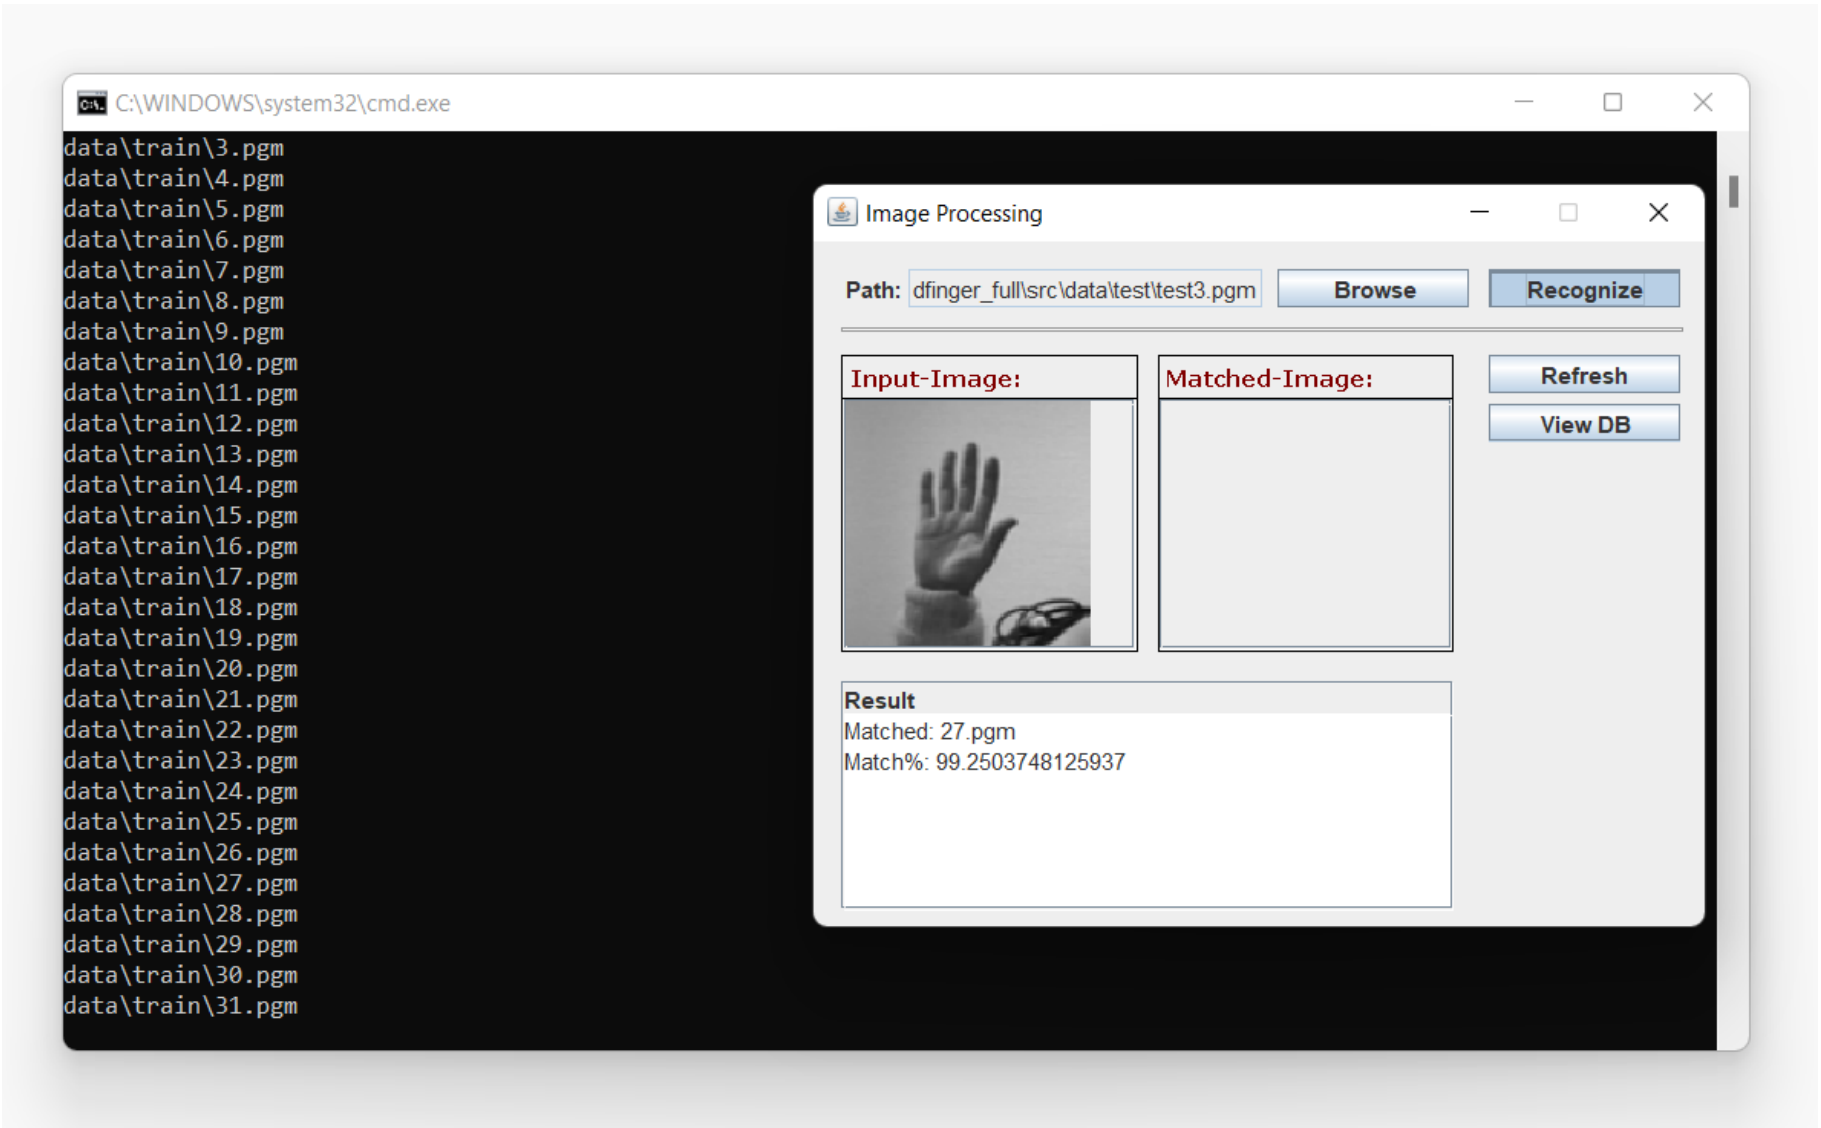 C:\WINDOWS\system32\cmd.exe
data\train\3.pgm
data\train\4.pgm
data\train\5.pgm
data\train\6.pgm
data\train\7.pgm
data\train\8.pgm
data\train\9.pgm
data\train\10.pgm
data\train\11.pgm
data\train\12.pgm
data\train\13.pgm
data\train\14.pgm
data\train\15.pgm
data\train\16.pgm
data\train\17.pgm
data\train\18.pgm
data\train\19.pgm
data\train\20.pgm
data\train\21.pgm
data\train\22.pgm
data\train\23.pgm
data\train\24.pgm
data\train\25.pgm
data\train\26.pgm
data\train\27.pgm
data\train\28.pgm
data\train\29.pgm
data\train\30.pgm
data\train\31.pgm
Image Processing
Path: dfinger_full\src\data\test\test3.pgm Browse Recognize
Input-Image: Matched-Image: Refresh
View DB
Result
Matched: 27.pgm
Match%: 99.2503748125937